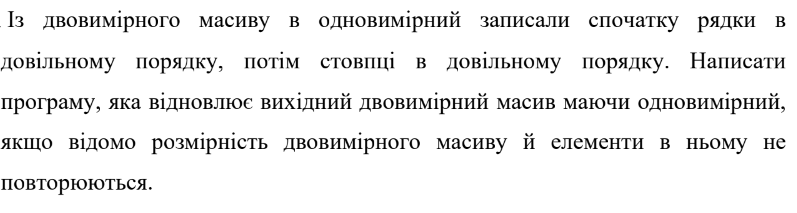 Із двовимірного масиву в одновимірний записали спочатку рядки в
довільному порядку, потім стовпці в довільному порядку. Написати
програму, яка відновлює вихідний двовимірний масив маючи одновимірний,
якщо відомо розмірність двовимірного масиву й елементи в ньому не
повторюються.